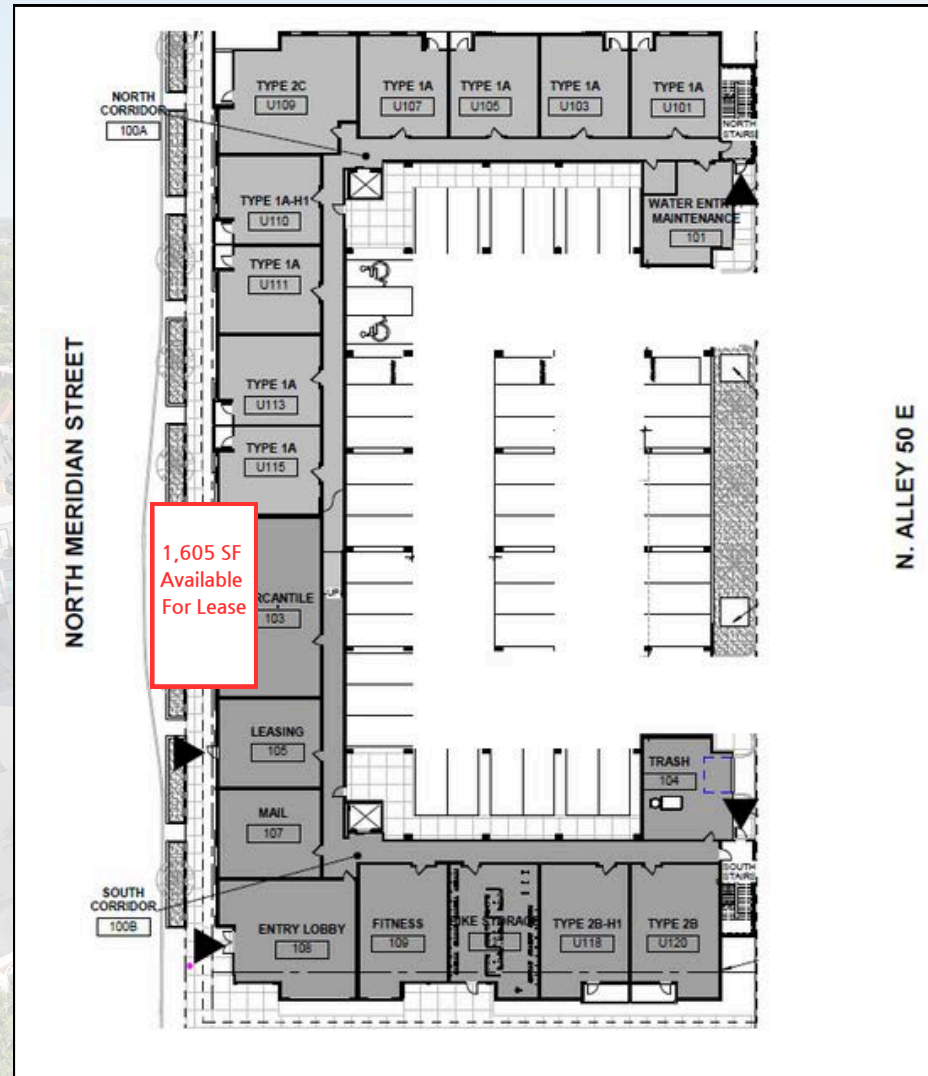 TYPE 2C
U109
TYPE 1A
U107
TYPE 1A
U105
TYPE 1A
U103
TYPE 1A
U101
NORTH
CORRIDOR
100A
NORTH
STAIRS
TYPE 1A-H1
U110
WATER ENTRY
MAINTENANCE
101
TYPE 1A
U111
NORTH MERIDIAN STREET
TYPE 1A
U113
N. ALLEY 50 E
TYPE 1A
U115
1,605 SF
Available
For Lease
RCANTILE
103
UP
LEASING
105
TRASH
104
MAIL
107
SOUTH
CORRIDOR
100B
SOUTH
STAIRS
ENTRY LOBBY
108
FITNESS
109
IKE STORAG
TYPE 2B-H1
U118
TYPE 2B
U120